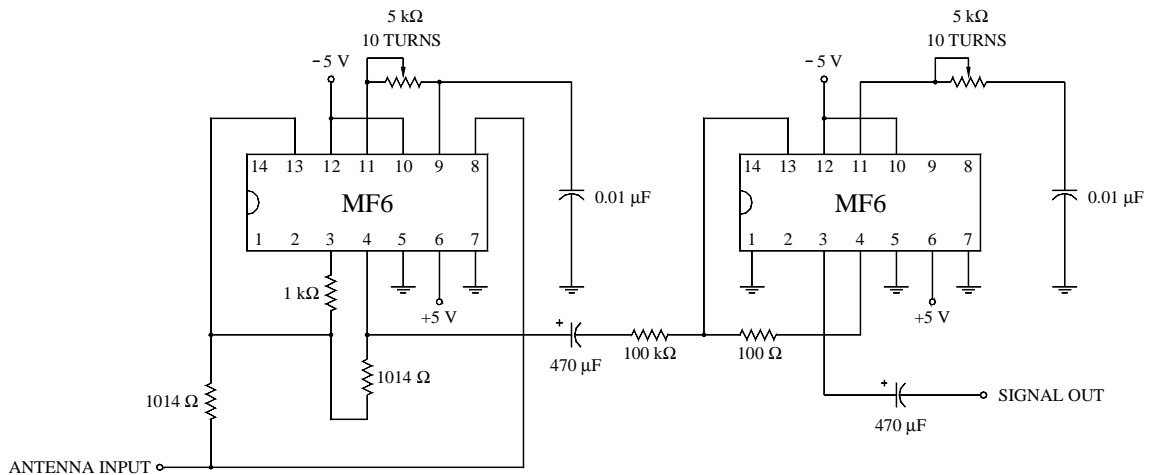 5 kΩ
10 TURNS
5 kΩ
10 TURNS
−5 V
−5 V
14 13 12 11 10 9 8
14 13 12 11 10 9 8
MF6
0.01 µF
MF6
0.01 µF
1 2 3 4 5 6 7
1 2 3 4 5 6 7
1 kΩ
+5 V
+5 V
+
100 kΩ
100 Ω
470 µF
1014 Ω
1014 Ω
+
SIGNAL OUT
470 µF
ANTENNA INPUT